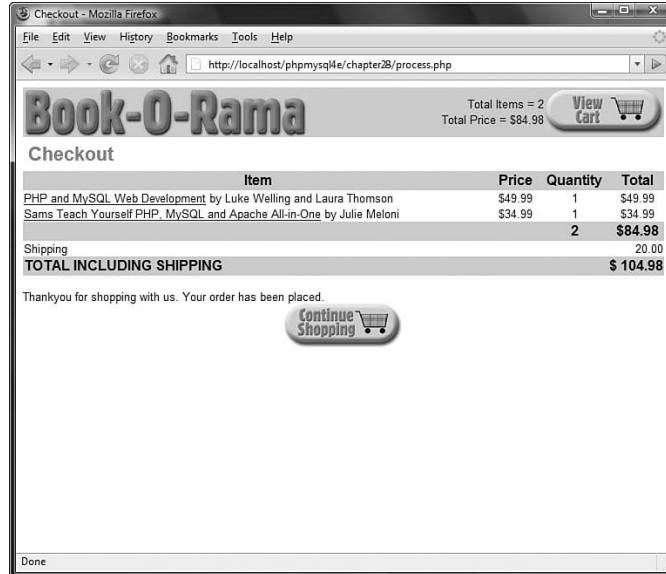 Checkout - Mozilla Firefox
File Edit View History Bookmarks Tools Help
http://localhost/phpmysql4e/chapter28/process.php
Book-O-Rama
Total Items = 2
Total Price = $84.98
View Cart
Checkout
Item Price Quantity Total
PHP and MySQL Web Development by Luke Welling and Laura Thomson $49.99 1 $49.99
Sams Teach Yourself PHP, MySQL and Apache All-in-One by Julie Meloni $34.99 1 $34.99
2 $84.98
Shipping 20.00
TOTAL INCLUDING SHIPPING $ 104.98
Thankyou for shopping with us. Your order has been placed.
Continue
Shopping
Done